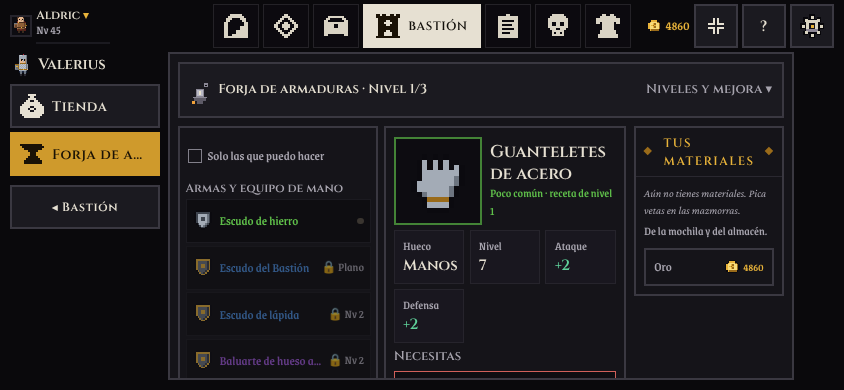 Aldric ▾
Nv 45
BASTIÓN
4860
?
Valerius
Tienda
Forja de a...
◂ Bastión
Forja de armaduras · Nivel 1/3
Niveles y mejora ▾
Solo las que puedo hacer
Armas y equipo de mano
Escudo de hierro
Escudo del Bastión
Plano
Escudo de lápida
Nv 2
Baluarte de hueso a...
Nv 2
Guanteletes
de acero
Poco común · receta de nivel
1
Hueco
Manos
Nivel
7
Ataque
+2
Defensa
+2
Necesitas
Tus
materiales
Aún no tienes materiales. Pica
vetas en las mazmorras.
De la mochila y del almacén.
Oro
4860